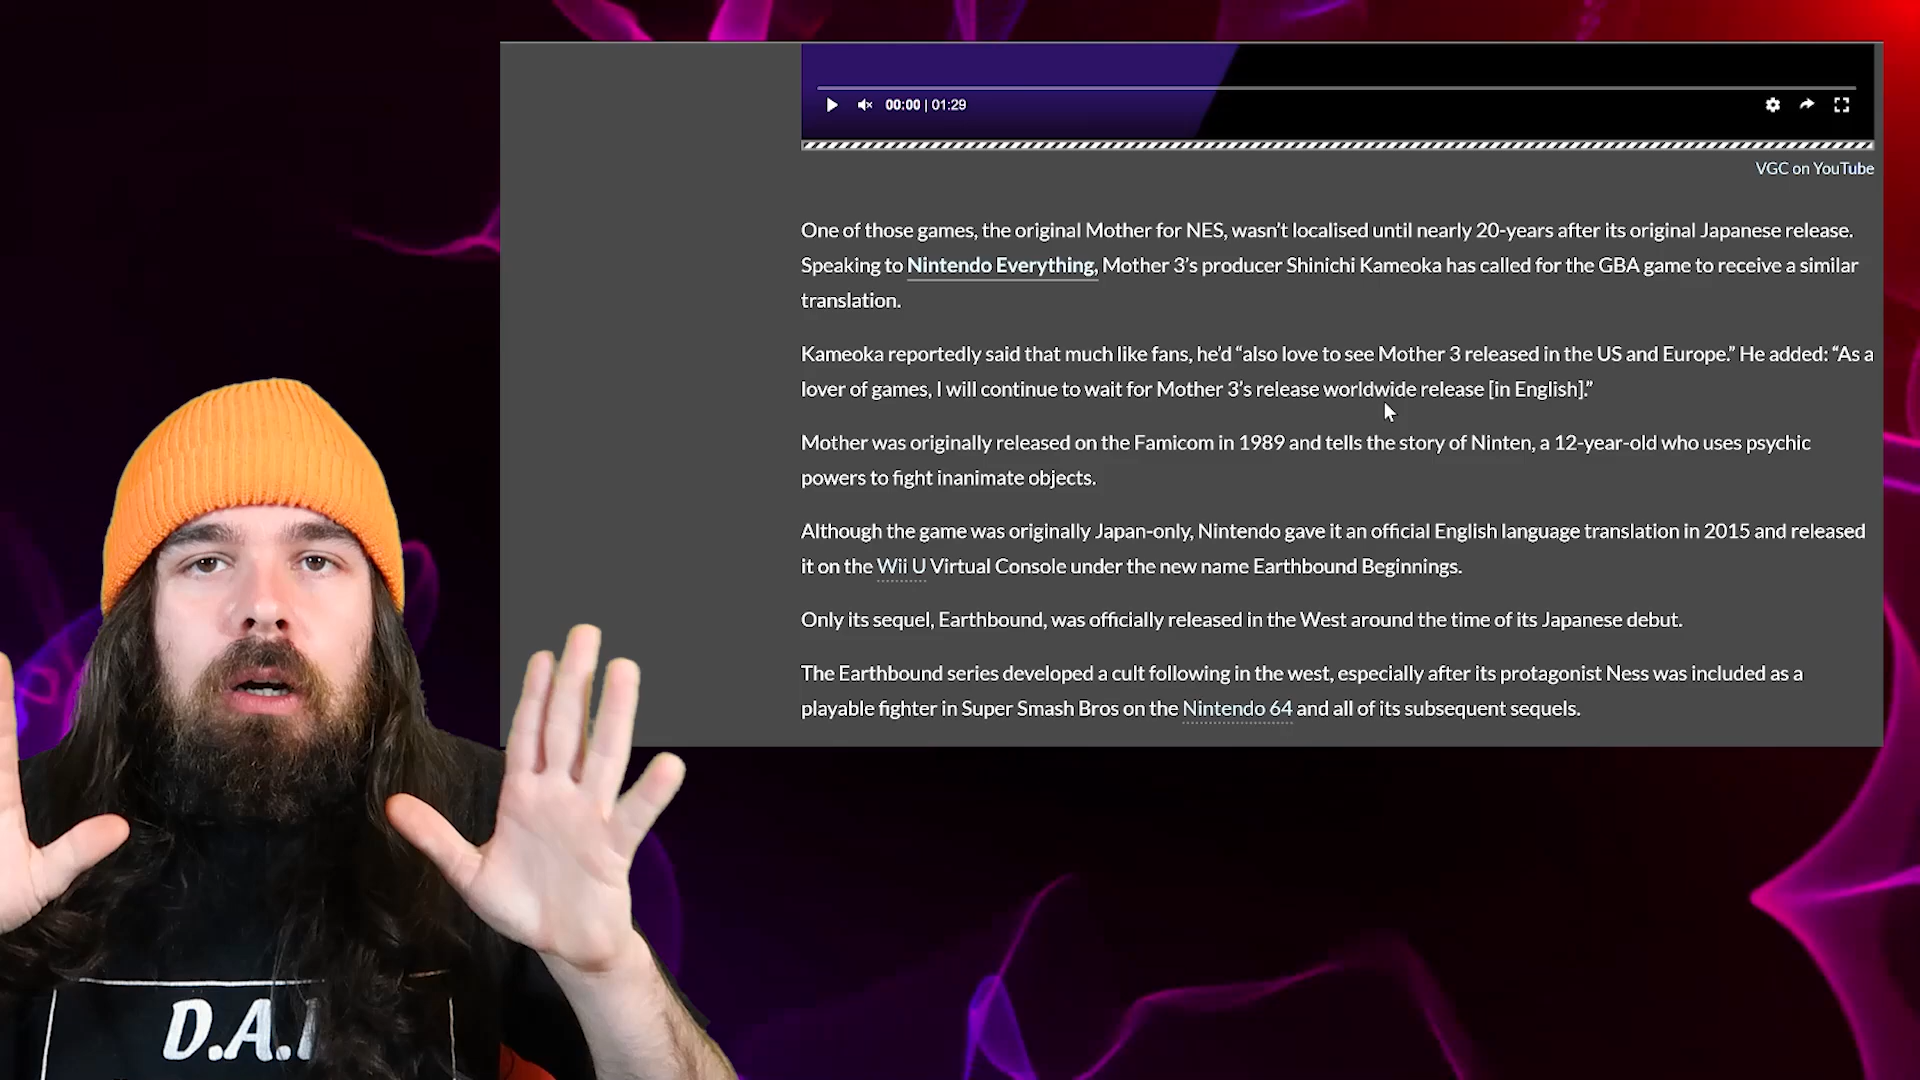 00:00 | 01:29
VGC on YouTube
One of those games, the original Mother for NES, wasn’t localised until nearly 20-years after its original Japanese release.
Speaking to Nintendo Everything, Mother 3’s producer Shinichi Kameoka has called for the GBA game to receive a similar
translation.
Kameoka reportedly said that much like fans, he’d “also love to see Mother 3 released in the US and Europe.” He added: “As a
lover of games, I will continue to wait for Mother 3’s release worldwide release [in English].”
Mother was originally released on the Famicom in 1989 and tells the story of Ninten, a 12-year-old who uses psychic
powers to fight inanimate objects.
Although the game was originally Japan-only, Nintendo gave it an official English language translation in 2015 and released
it on the Wii U Virtual Console under the new name Earthbound Beginnings.
Only its sequel, Earthbound, was officially released in the West around the time of its Japanese debut.
The Earthbound series developed a cult following in the west, especially after its protagonist Ness was included as a
playable fighter in Super Smash Bros on the Nintendo 64 and all of its subsequent sequels.
D.A.